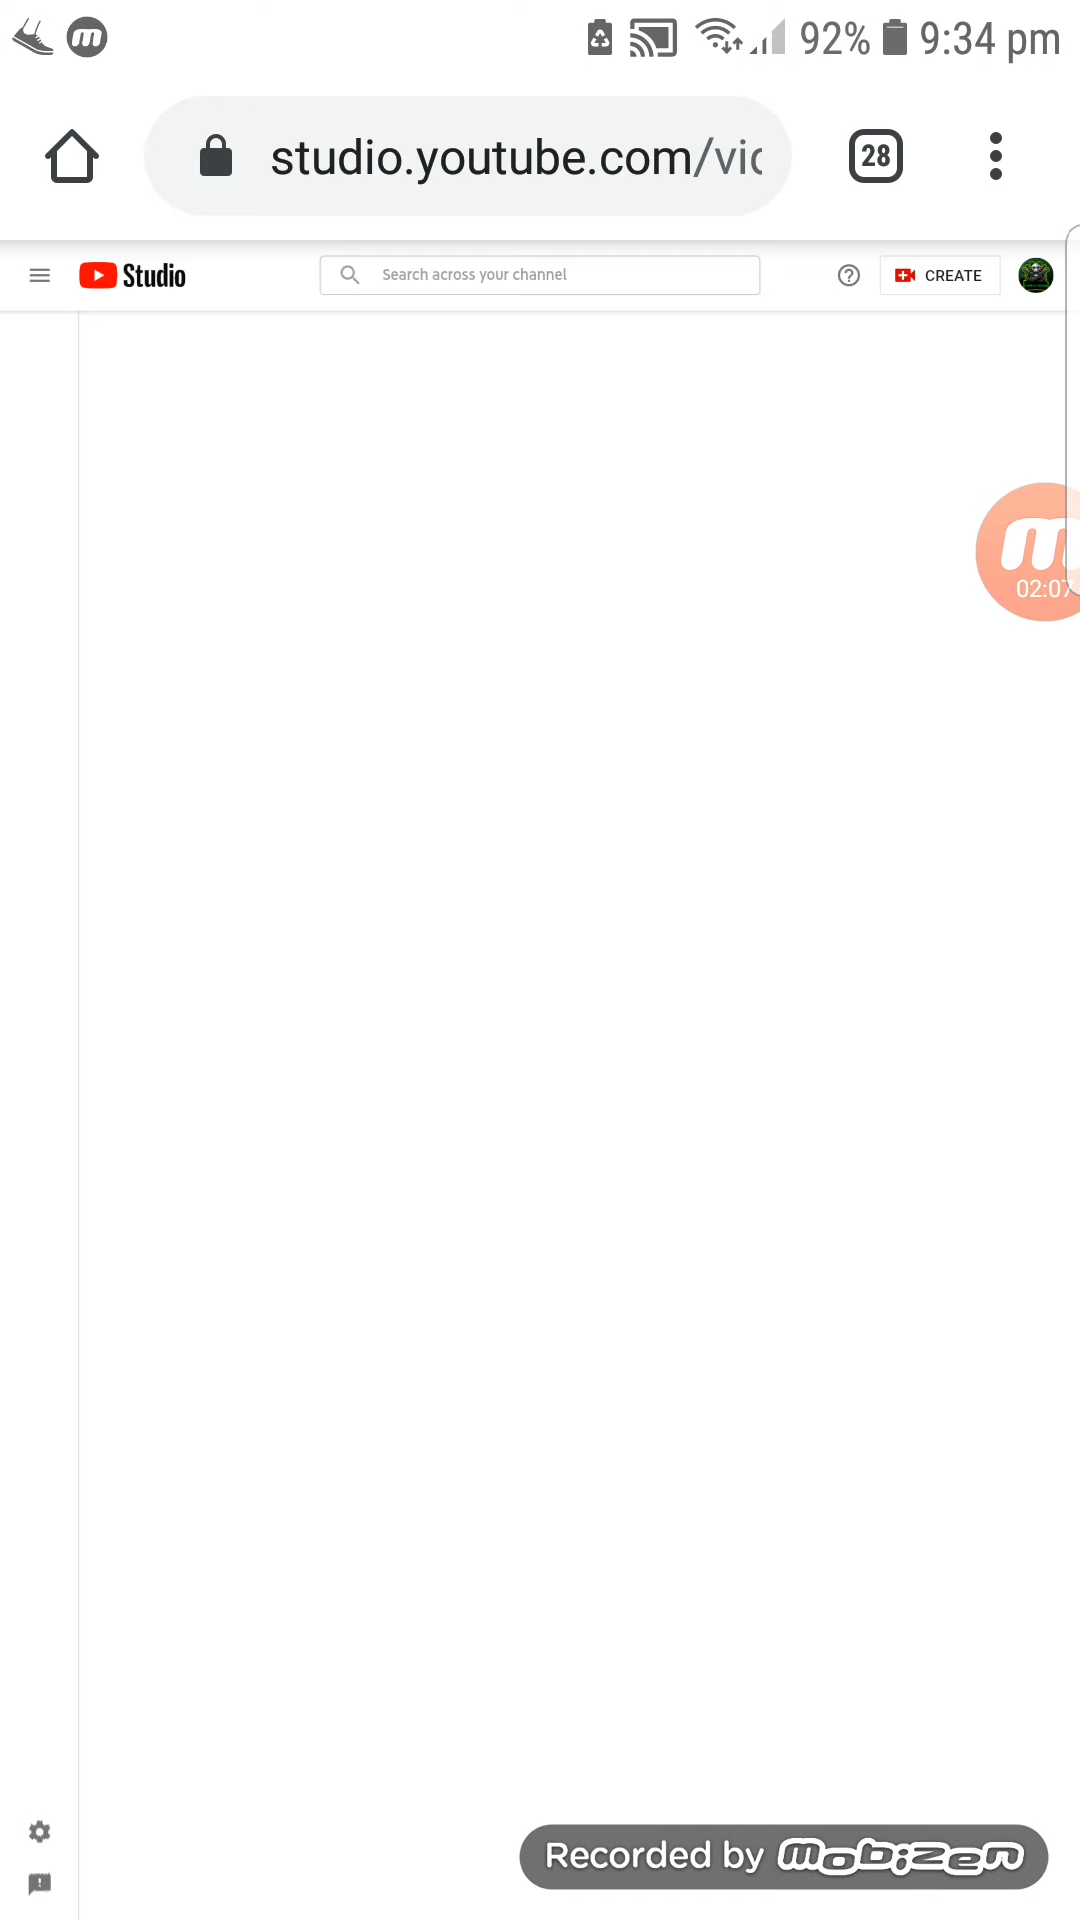 m 92% 9:34 pm
studio.youtube.com/vic 28
Studio Search across your channel CREATE
m
02:07
Recorded by mobizen